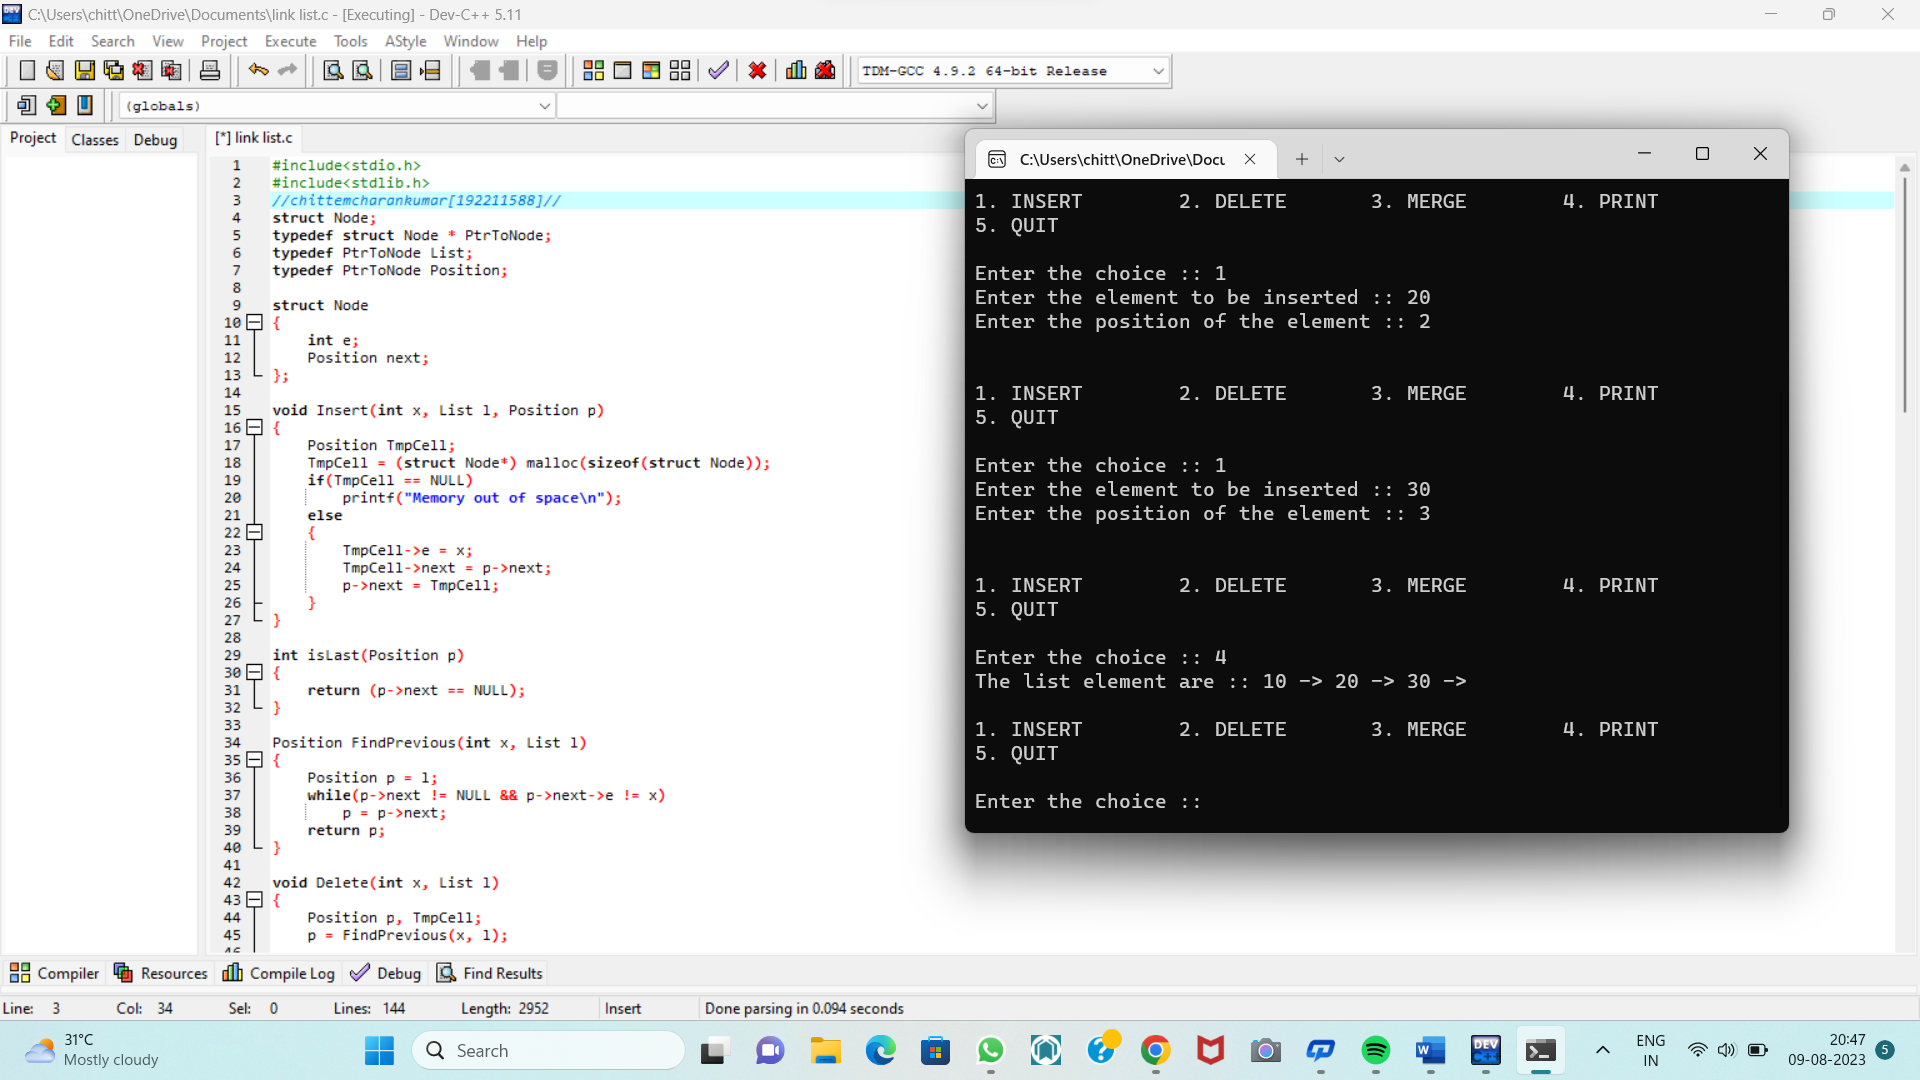 C:\Users\chitt\OneDrive\Documents\link list.c - [Executing] - Dev-C++ 5.11
File Edit Search View Project Execute Tools AStyle Window Help
TDM-GCC 4.9.2 64-bit Release
(globals)
Project Classes Debug
[*] link list.c
1 #include<stdio.h>
2 #include<stdlib.h>
3 //chittemcharankumar[192211588]//
4 struct Node;
5 typedef struct Node * PtrToNode;
6 typedef PtrToNode List;
7 typedef PtrToNode Position;
8
9 struct Node
10 {
11 int e;
12 Position next;
13 };
14
15 void Insert(int x, List l, Position p)
16 {
17 Position TmpCell;
18 TmpCell = (struct Node*) malloc(sizeof(struct Node));
19 if(TmpCell == NULL)
20 printf("Memory out of space\n");
21 else
22 {
23 TmpCell->e = x;
24 TmpCell->next = p->next;
25 p->next = TmpCell;
26 }
27 }
28
29 int isLast(Position p)
30 {
31 return (p->next == NULL);
32 }
33
34 Position FindPrevious(int x, List l)
35 {
36 Position p = l;
37 while(p->next != NULL && p->next->e != x)
38 p = p->next;
39 return p;
40 }
41
42 void Delete(int x, List l)
43 {
44 Position p, TmpCell;
45 p = FindPrevious(x, l);
C:\Users\chitt\OneDrive\Docu
1. INSERT 2. DELETE 3. MERGE 4. PRINT
5. QUIT
Enter the choice :: 1
Enter the element to be inserted :: 20
Enter the position of the element :: 2
1. INSERT 2. DELETE 3. MERGE 4. PRINT
5. QUIT
Enter the choice :: 1
Enter the element to be inserted :: 30
Enter the position of the element :: 3
1. INSERT 2. DELETE 3. MERGE 4. PRINT
5. QUIT
Enter the choice :: 4
The list element are :: 10 -> 20 -> 30 ->
1. INSERT 2. DELETE 3. MERGE 4. PRINT
5. QUIT
Enter the choice ::
Compiler Resources Compile Log Debug Find Results
Line: 3 Col: 34 Sel: 0 Lines: 144 Length: 2952 Insert Done parsing in 0.094 seconds
31°C
Mostly cloudy
Search
DEV
ENG
IN
20:47
09-08-2023
5